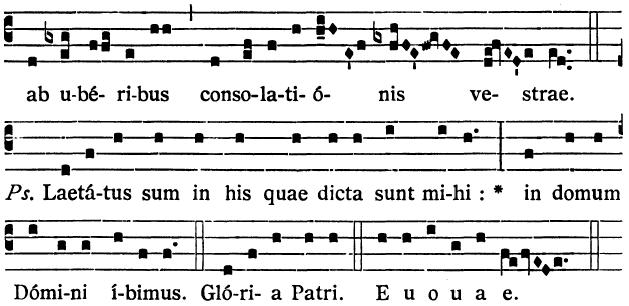 ab u-bé- ri-bus conso-la-ti- ó- nis ve- strae.
Ps. Laetá-tus sum in his quae dicta sunt mi-hi : * in domum
Dómi-ni í-bimus. Gló-ri- a Patri. E u o u a e.